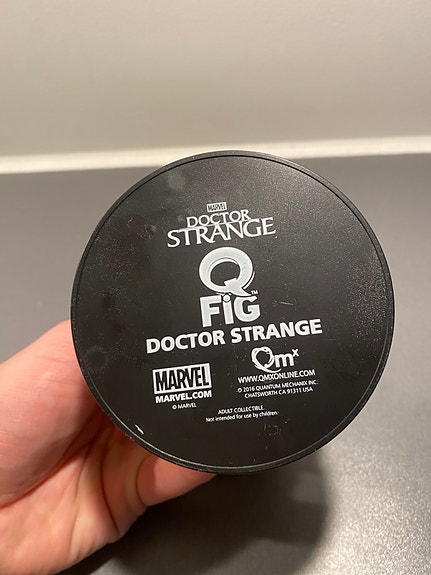 MARVEL
DOCTOR
STRANGE
Q
FiG™
DOCTOR STRANGE
MARVEL
MARVEL.COM
© MARVEL
Qmx
WWW.QMXONLINE.COM
© 2016 QUANTUM MECHANIX INC.
CHATSWORTH CA 91311 USA
ADULT COLLECTIBLE.
Not intended for use by children.